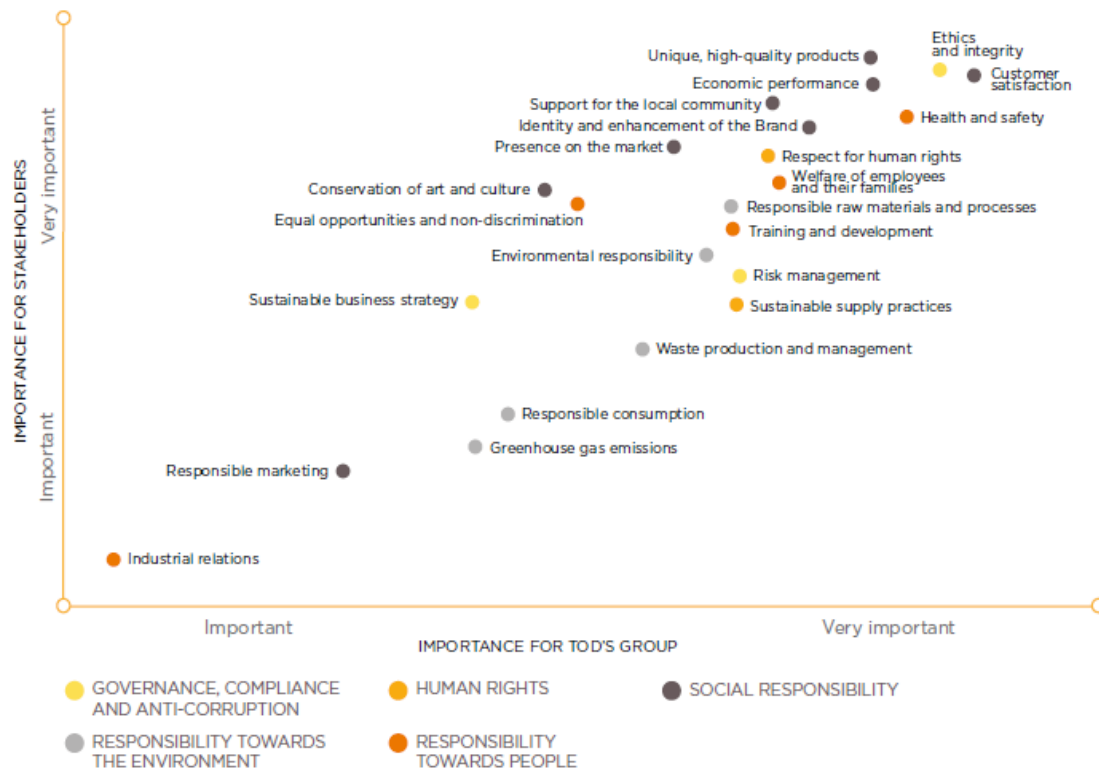 Ethics
and integrity
Unique, high-quality products
Customer
satisfaction
Economic performance
Support for the local community
Health and safety
Identity and enhancement of the Brand
Presence on the market
Respect for human rights
Welfare of employees
and their families
Conservation of art and culture
Responsible raw materials and processes
Equal opportunities and non-discrimination
Training and development
Environmental responsibility
Risk management
Sustainable business strategy
Sustainable supply practices
Waste production and management
Responsible consumption
Greenhouse gas emissions
Responsible marketing
Industrial relations
IMPORTANCE FOR STAKEHOLDERS
Very important
Important
Important
Very important
IMPORTANCE FOR TOD'S GROUP
GOVERNANCE, COMPLIANCE
AND ANTI-CORRUPTION
HUMAN RIGHTS
SOCIAL RESPONSIBILITY
RESPONSIBILITY TOWARDS
THE ENVIRONMENT
RESPONSIBILITY
TOWARDS PEOPLE